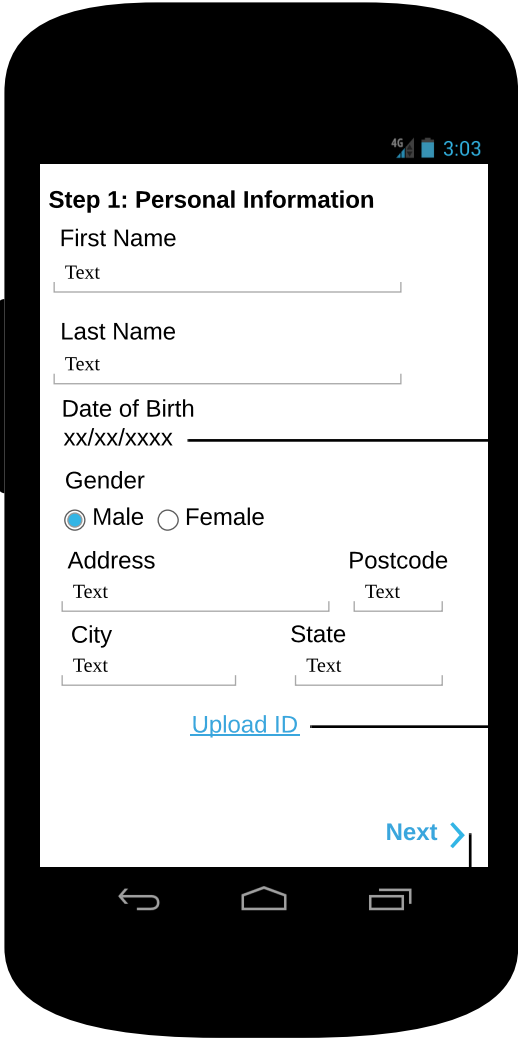 4G 3:03
Step 1: Personal Information
First Name
Text
Last Name
Text
Date of Birth
xx/xx/xxxx
Gender
Male Female
Address Postcode
Text Text
City State
Text Text
Upload ID
Next